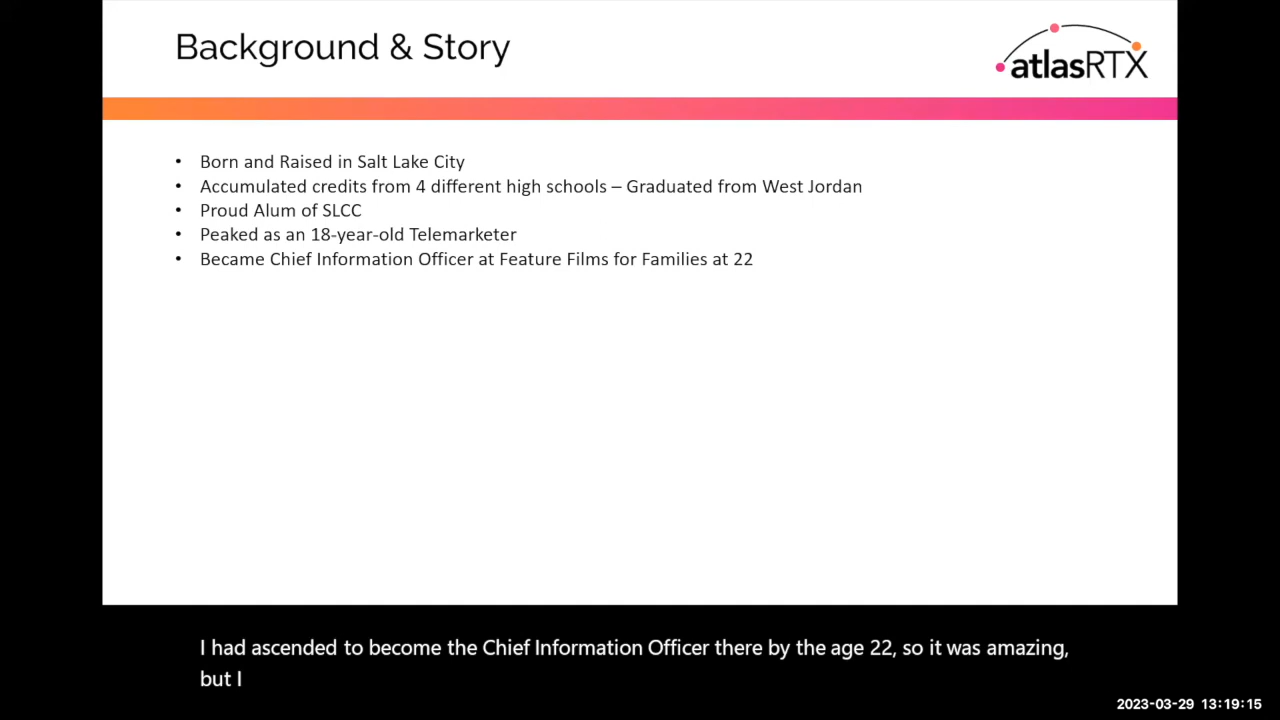 Background & Story
atlasRTX
• Born and Raised in Salt Lake City
• Accumulated credits from 4 different high schools – Graduated from West Jordan
• Proud Alum of SLCC
• Peaked as an 18-year-old Telemarketer
• Became Chief Information Officer at Feature Films for Families at 22
I had ascended to become the Chief Information Officer there by the age 22, so it was amazing,
but I
2023-03-29 13:19:15